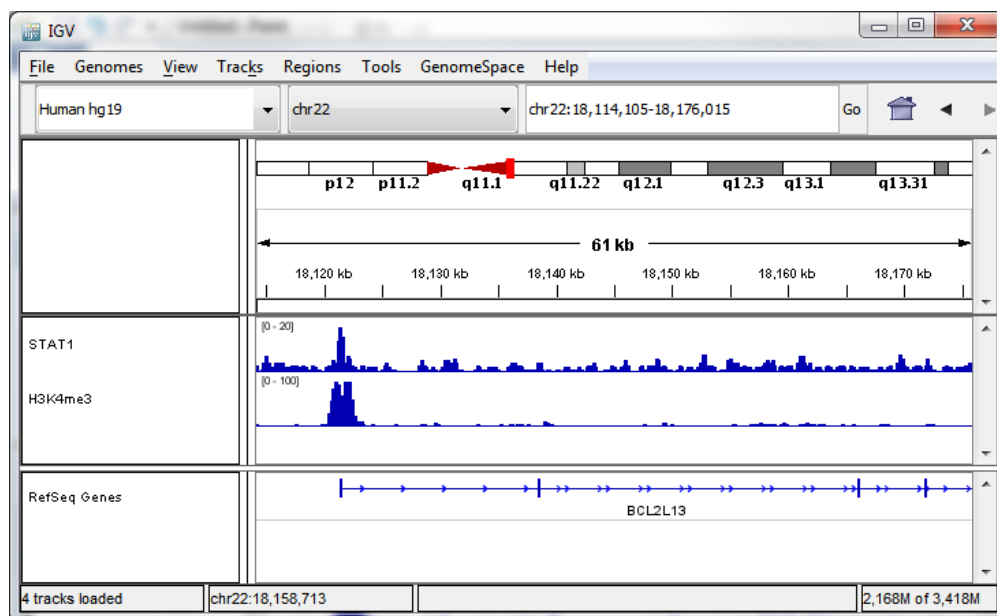 IGV
File Genomes View Tracks Regions Tools GenomeSpace Help
Human hg19 chr22 chr22:18,114,105-18,176,015 Go
p12 p11.2 q11.1 q11.22 q12.1 q12.3 q13.1 q13.31
61 kb
18,120 kb 18,130 kb 18,140 kb 18,150 kb 18,160 kb 18,170 kb
[0 - 20]
STAT1
[0 - 100]
H3K4me3
RefSeq Genes
BCL2L13
4 tracks loaded chr22:18,158,713 2,168M of 3,418M